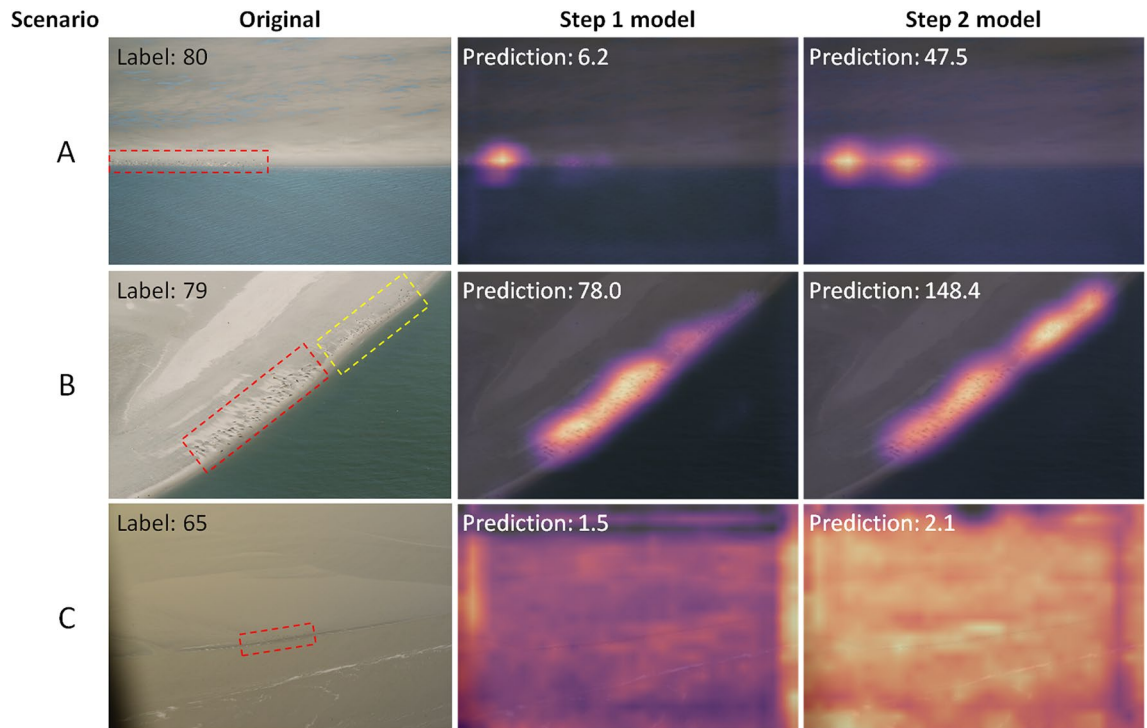 Scenario Original Step 1 model Step 2 model
A Label: 80 Prediction: 6.2 Prediction: 47.5
B Label: 79 Prediction: 78.0 Prediction: 148.4
C Label: 65 Prediction: 1.5 Prediction: 2.1